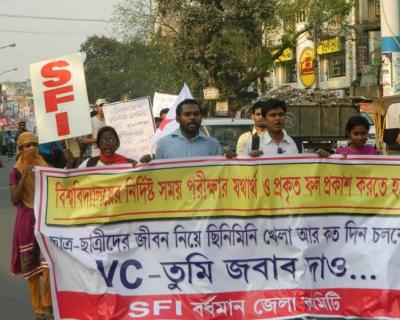 SFI
বিশ্ববিদ্যালয়ের নির্দিষ্ট সময় পরীক্ষার যথার্থ ও প্রকৃত ফল প্রকাশ করতে হ
ছাত্র-ছাত্রীদের জীবন নিয়ে ছিনিমিনি খেলা আর কত দিন চলবে
VC-তুমি জবাব দাও...
SFI বর্ধমান জেলা কমিটি